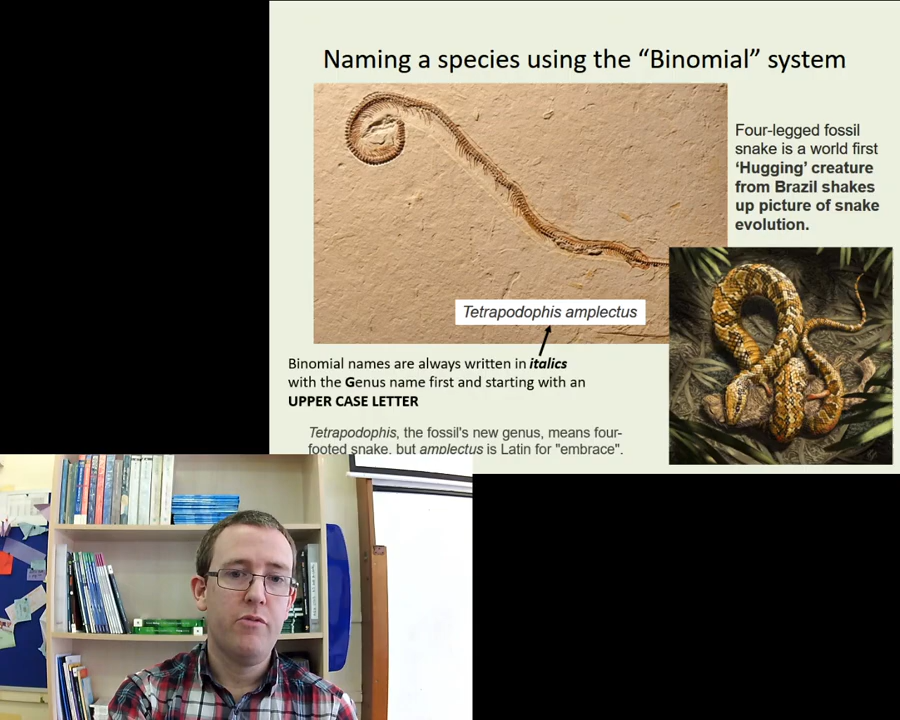 Naming a species using the “Binomial” system
Four-legged fossil
snake is a world first
‘Hugging’ creature
from Brazil shakes
up picture of snake
evolution.
Tetrapodophis amplectus
Binomial names are always written in italics
with the Genus name first and starting with an
UPPER CASE LETTER
Tetrapodophis, the fossil's new genus, means four-
footed snake, but amplectus is Latin for "embrace".